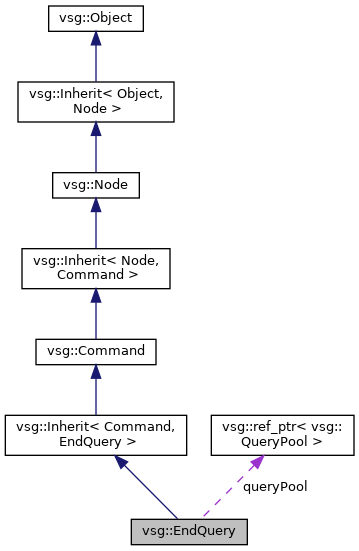 vsg::Object
vsg::Inherit< Object,
Node >
vsg::Node
vsg::Inherit< Node,
Command >
vsg::Command
vsg::Inherit< Command,
EndQuery >
vsg::ref_ptr< vsg::
QueryPool >
queryPool
vsg::EndQuery